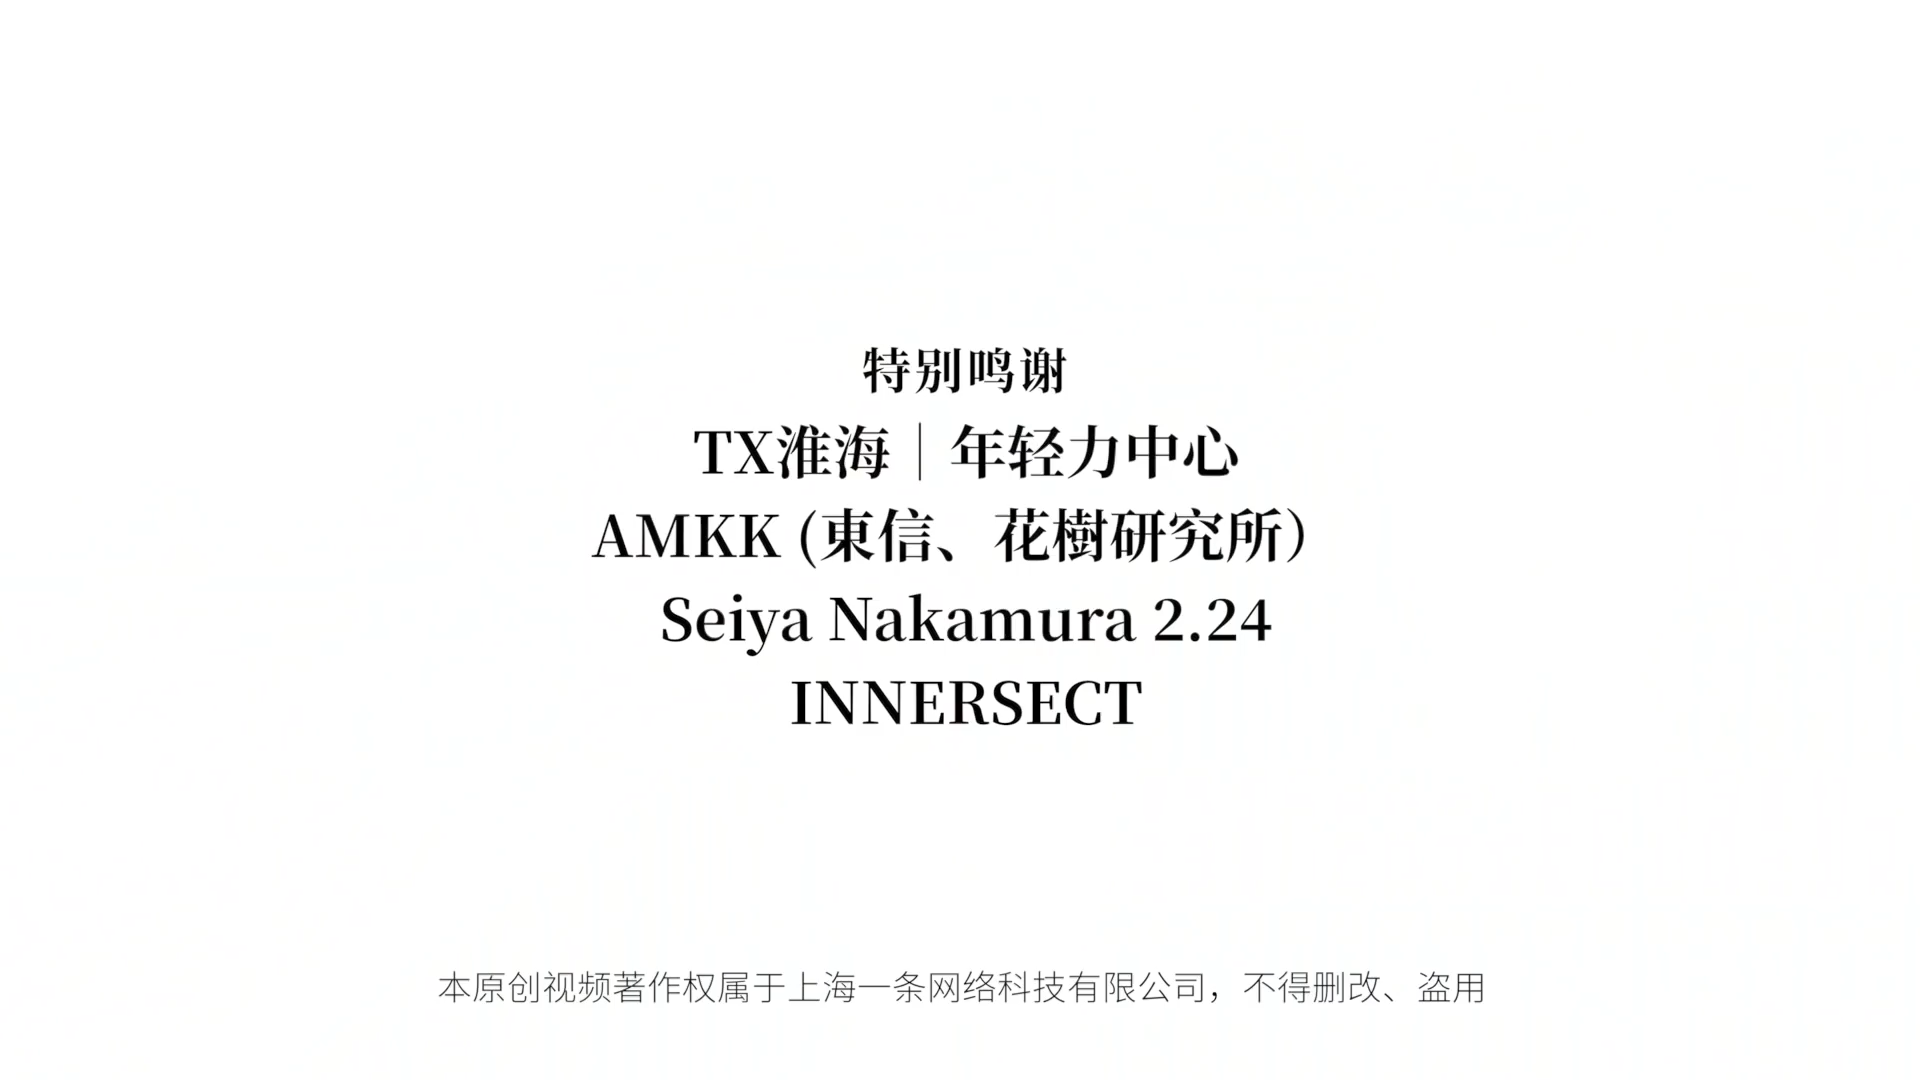 特别鸣谢
TX淮海｜年轻力中心
AMKK (東信、花樹研究所）
Seiya Nakamura 2.24
INNERSECT
本原创视频著作权属于上海一条网络科技有限公司，不得删改、盗用